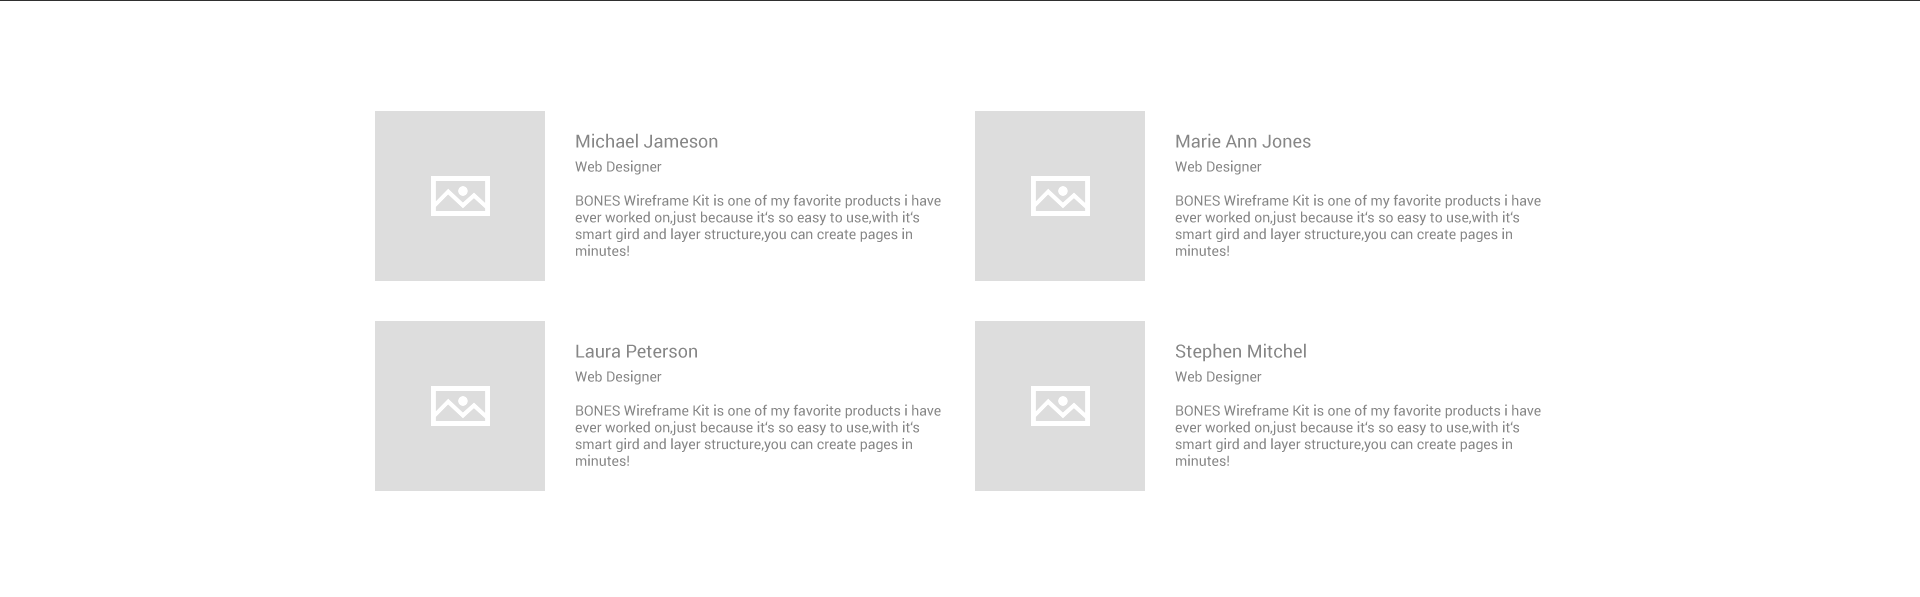 Michael Jameson
Web Designer
BONES Wireframe Kit is one of my favorite products i have
ever worked on,just because it's so easy to use,with it's
smart gird and layer structure,you can create pages in
minutes!
Marie Ann Jones
Web Designer
BONES Wireframe Kit is one of my favorite products i have
ever worked on,just because it's so easy to use,with it's
smart gird and layer structure,you can create pages in
minutes!
Laura Peterson
Web Designer
BONES Wireframe Kit is one of my favorite products i have
ever worked on,just because it's so easy to use,with it's
smart gird and layer structure,you can create pages in
minutes!
Stephen Mitchel
Web Designer
BONES Wireframe Kit is one of my favorite products i have
ever worked on,just because it's so easy to use,with it's
smart gird and layer structure,you can create pages in
minutes!